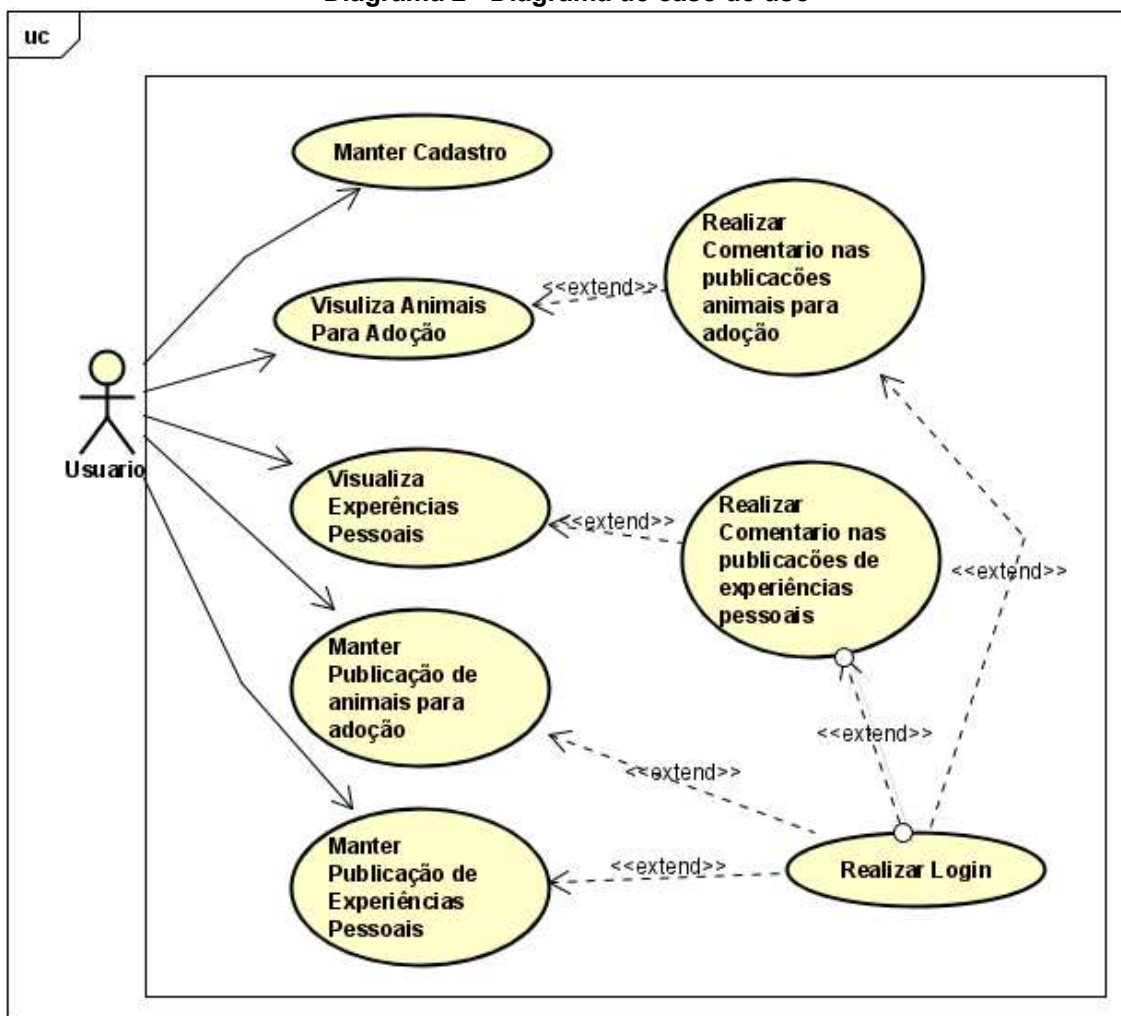 Diagrama 2 - Diagrama de caso de uso
uc
Manter Cadastro
Realizar
Comentario nas
publicacões
animais para
adoção
<<extend>>
Visuliza Animais
Para Adoção
Usuario
Visualiza
Experências
Pessoais
<<extend>>
Realizar
Comentario nas
publicacões de
experiências
pessoais
<<extend>>
Manter
Publicação de
animais para
adoção
<<extend>>
<<extend>>
Manter
Publicação de
Experiências
Pessoais
<<extend>>
Realizar Login